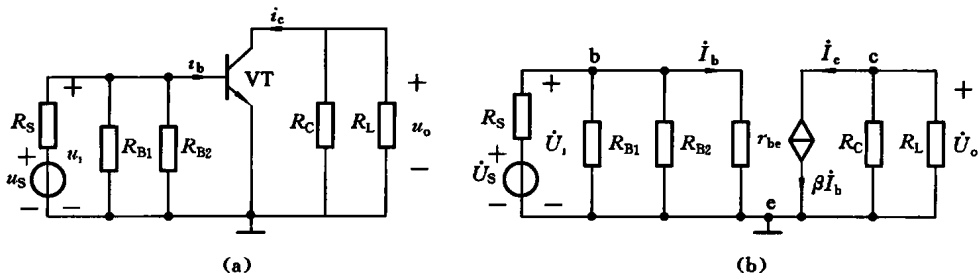 i_c
i_b
VT
+
R_S
+
u_S
−
u_i
−
R_B1
R_B2
R_C
R_L
+
u_o
−
(a)
b
İ_b
İ_c
c
+
R_S
+
U̇_S
−
U̇_i
−
R_B1
R_B2
r_be
βİ_b
e
R_C
R_L
+
U̇_o
−
(b)